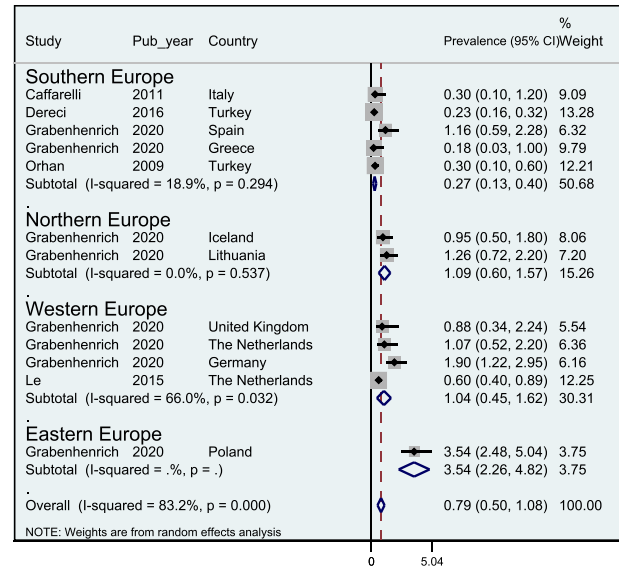 %
Study Pub_year Country Prevalence (95% CI) Weight
Southern Europe
Caffarelli 2011 Italy 0.30 (0.10, 1.20) 9.09
Dereci 2016 Turkey 0.23 (0.16, 0.32) 13.28
Grabenhenrich 2020 Spain 1.16 (0.59, 2.28) 6.32
Grabenhenrich 2020 Greece 0.18 (0.03, 1.00) 9.79
Orhan 2009 Turkey 0.30 (0.10, 0.60) 12.21
Subtotal (I-squared = 18.9%, p = 0.294) 0.27 (0.13, 0.40) 50.68
.
Northern Europe
Grabenhenrich 2020 Iceland 0.95 (0.50, 1.80) 8.06
Grabenhenrich 2020 Lithuania 1.26 (0.72, 2.20) 7.20
Subtotal (I-squared = 0.0%, p = 0.537) 1.09 (0.60, 1.57) 15.26
.
Western Europe
Grabenhenrich 2020 United Kingdom 0.88 (0.34, 2.24) 5.54
Grabenhenrich 2020 The Netherlands 1.07 (0.52, 2.20) 6.36
Grabenhenrich 2020 Germany 1.90 (1.22, 2.95) 6.16
Le 2015 The Netherlands 0.60 (0.40, 0.89) 12.25
Subtotal (I-squared = 66.0%, p = 0.032) 1.04 (0.45, 1.62) 30.31
.
Eastern Europe
Grabenhenrich 2020 Poland 3.54 (2.48, 5.04) 3.75
Subtotal (I-squared = .%, p = .) 3.54 (2.26, 4.82) 3.75
.
Overall (I-squared = 83.2%, p = 0.000) 0.79 (0.50, 1.08) 100.00
NOTE: Weights are from random effects analysis
0 5.04